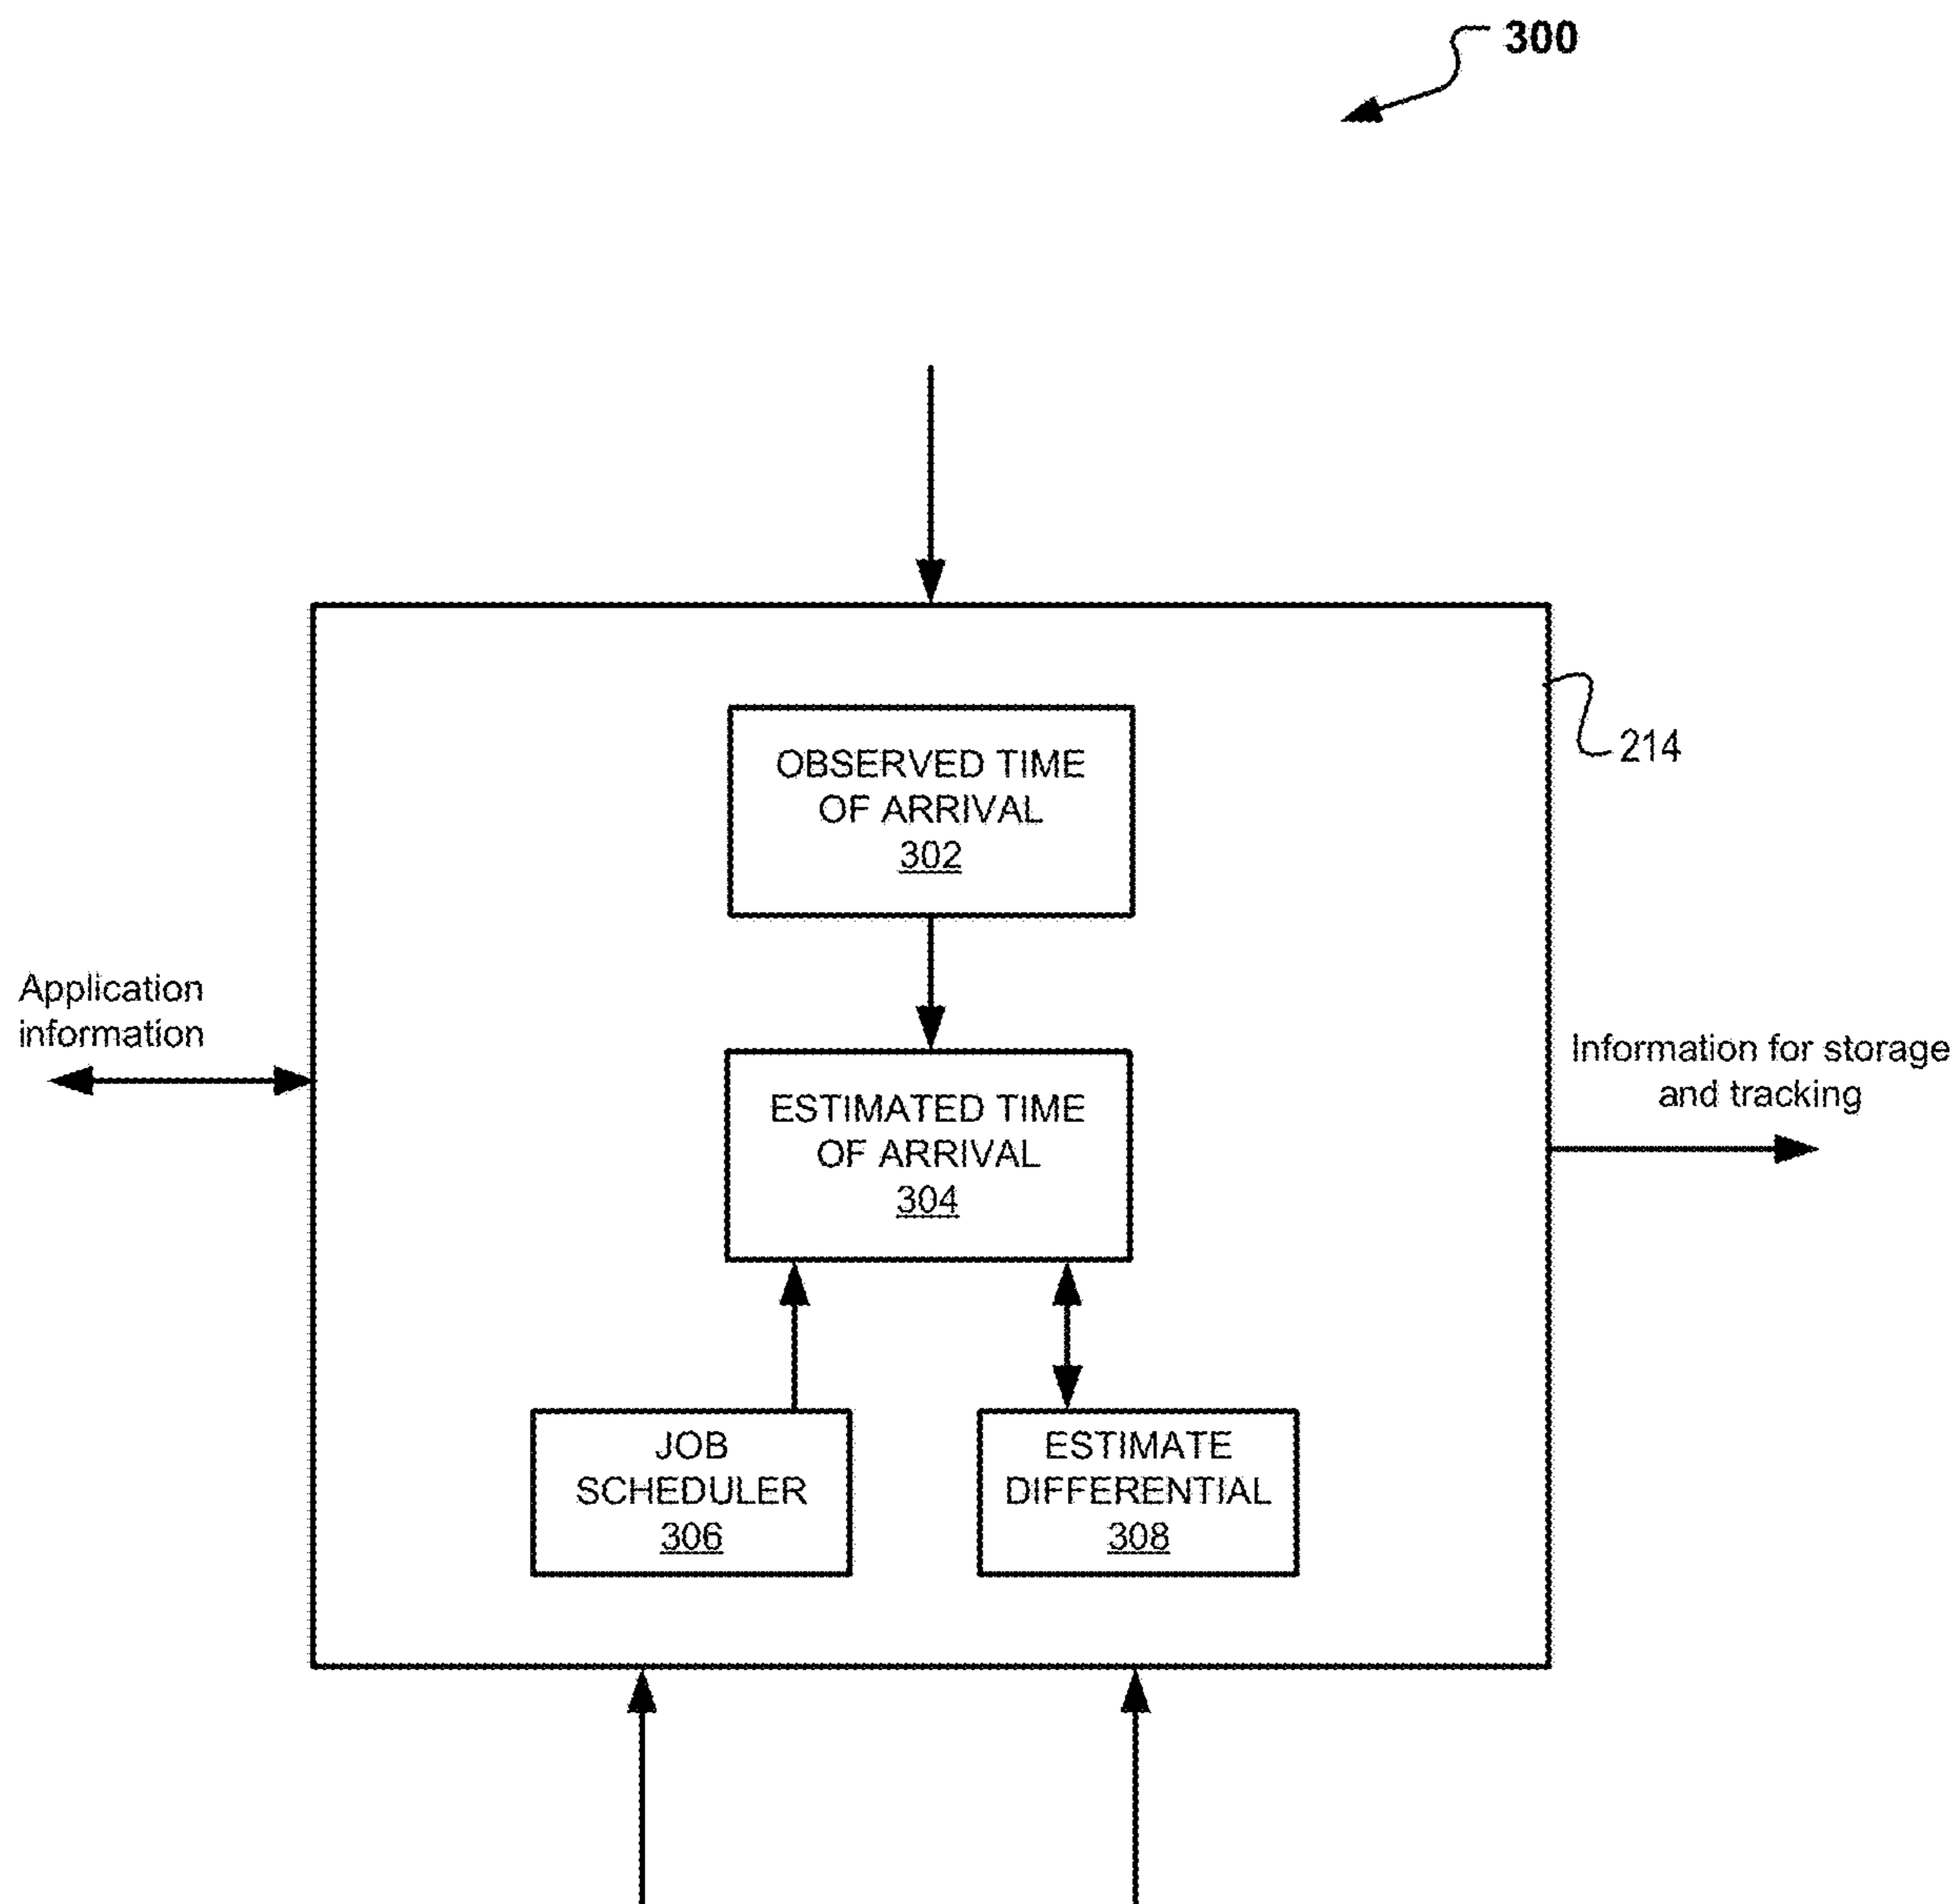 300
OBSERVED TIME
OF ARRIVAL
302
214
Application
information
ESTIMATED TIME
OF ARRIVAL
304
Information for storage
and tracking
JOB
SCHEDULER
306
ESTIMATE
DIFFERENTIAL
308